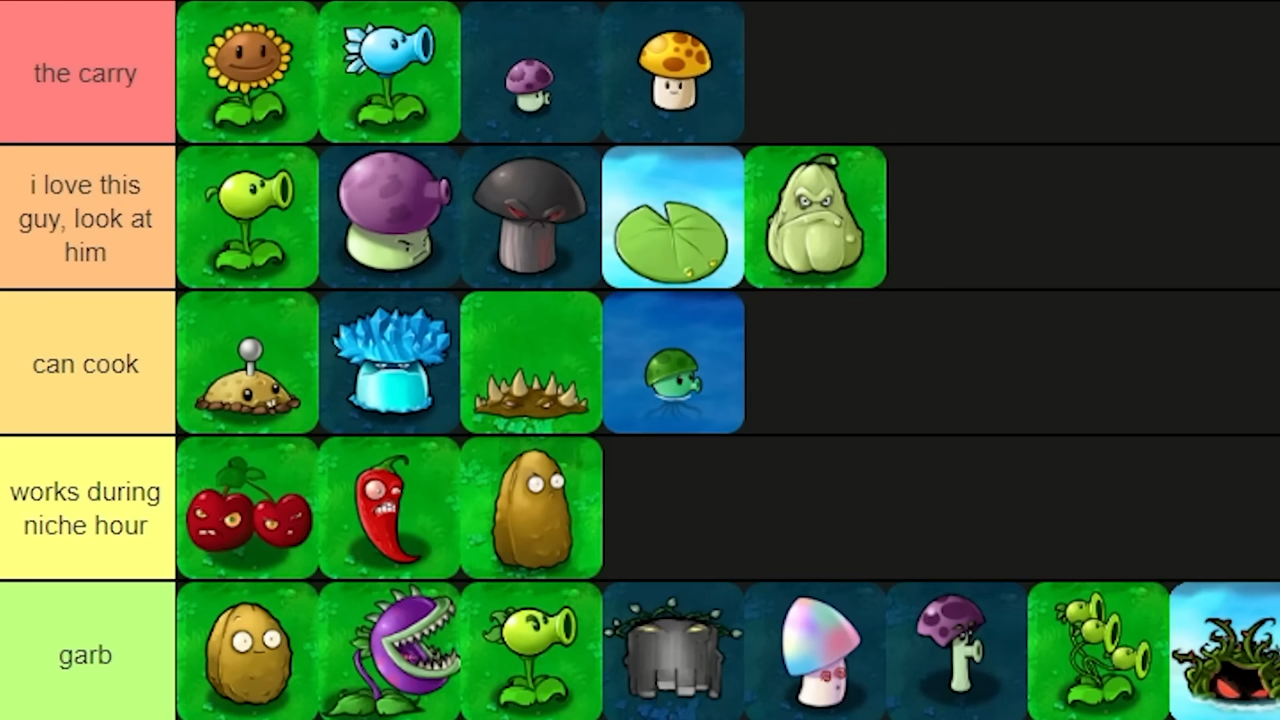 the carry
i love this
guy, look at
him
can cook
works during
niche hour
garb